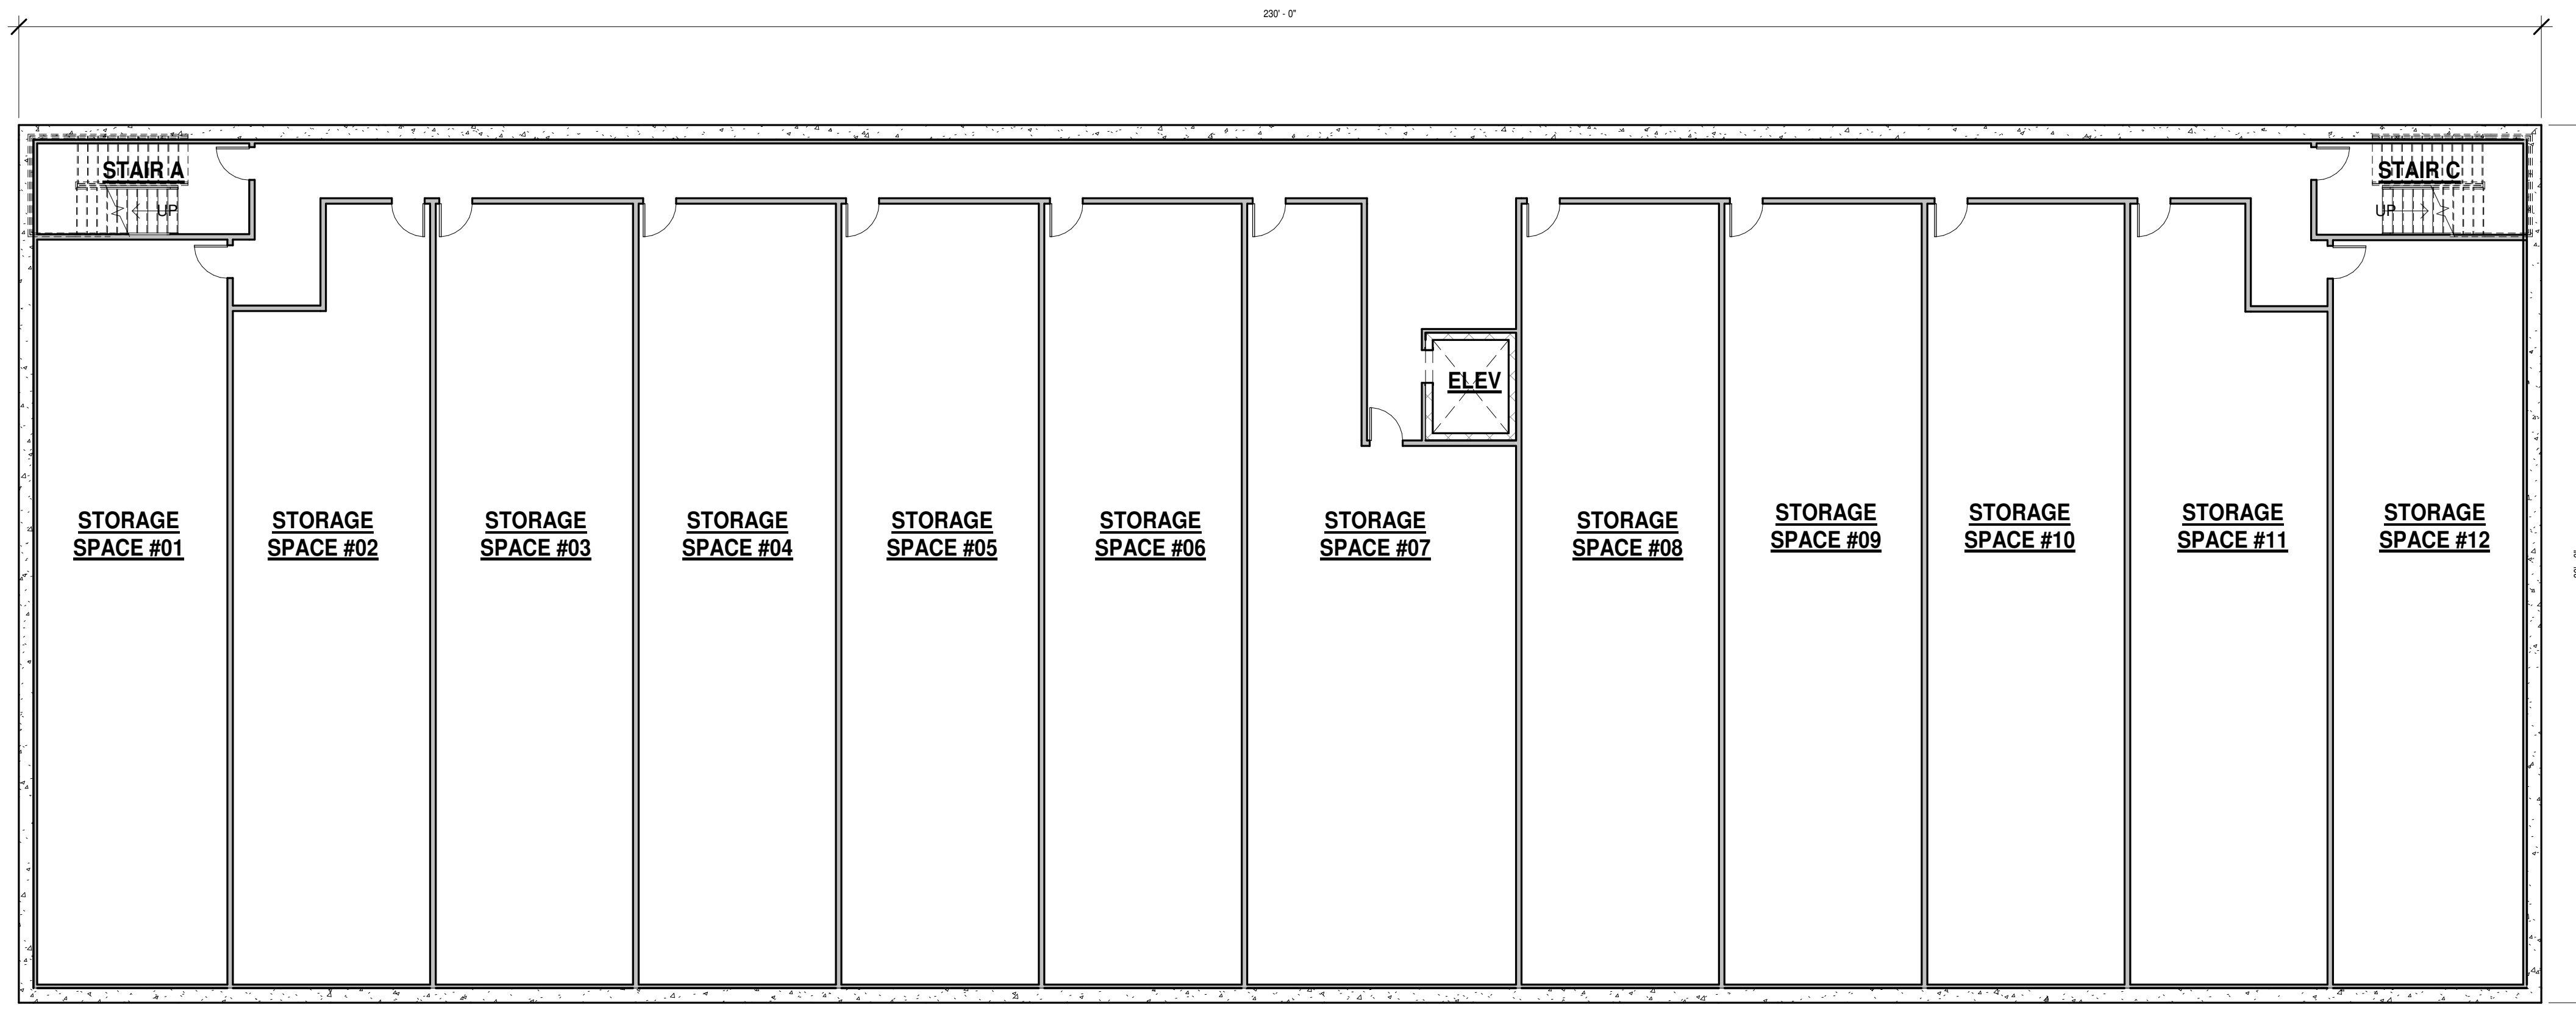 230' - 0"
STAIR A
UP
STAIR C
UP
ELEV
STORAGE
SPACE #01
STORAGE
SPACE #02
STORAGE
SPACE #03
STORAGE
SPACE #04
STORAGE
SPACE #05
STORAGE
SPACE #06
STORAGE
SPACE #07
STORAGE
SPACE #08
STORAGE
SPACE #09
STORAGE
SPACE #10
STORAGE
SPACE #11
STORAGE
SPACE #12